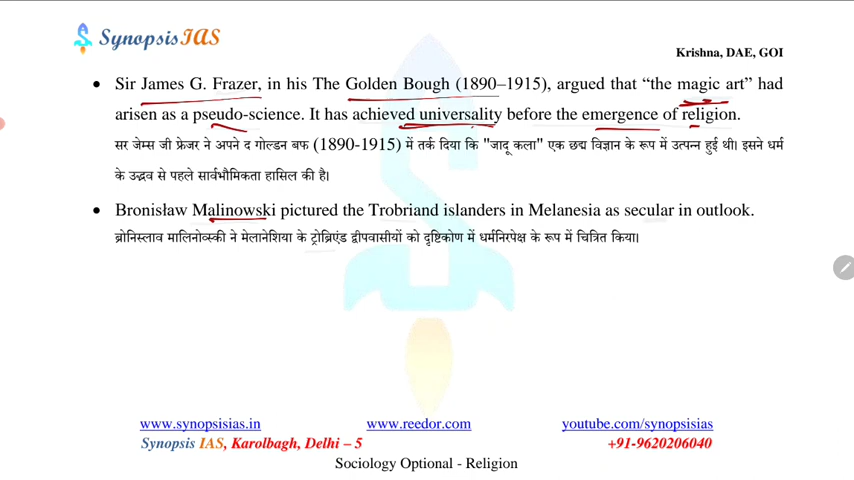 Synopsis IAS
Krishna, DAE, GOI
• Sir James G. Frazer, in his The Golden Bough (1890–1915), argued that “the magic art” had
arisen as a pseudo-science. It has achieved universality before the emergence of religion.
सर जेम्स जी फ्रेजर ने अपने द गोल्डन बफ (1890-1915) में तर्क दिया कि "जादू कला" एक छद्म विज्ञान के रूप में उत्पन्न हुई थी। इसने धर्म
के उद्भव से पहले सार्वभौमिकता हासिल की है।
• Bronisław Malinowski pictured the Trobriand islanders in Melanesia as secular in outlook.
ब्रोनिस्लाव मालिनोव्स्की ने मेलानेशिया के ट्रोब्रिएंड द्वीपवासीयों को दृष्टिकोण में धर्मनिरपेक्ष के रूप में चित्रित किया।
www.synopsisias.in www.reedor.com youtube.com/synopsisias
Synopsis IAS, Karolbagh, Delhi – 5 +91-9620206040
Sociology Optional - Religion